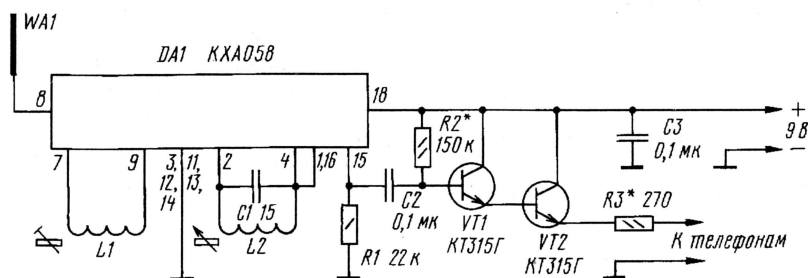 WA1
DA1 КХА058
8
18
7
9
3, 11,
12, 13,
14
2
4
1,16
15
R2*
150 к
C3
0,1 мк
+
9 В
−
C1 15
L1
L2
C2
0,1 мк
R1 22 к
VT1
КТ315Г
VT2
КТ315Г
R3* 270
К телефонам